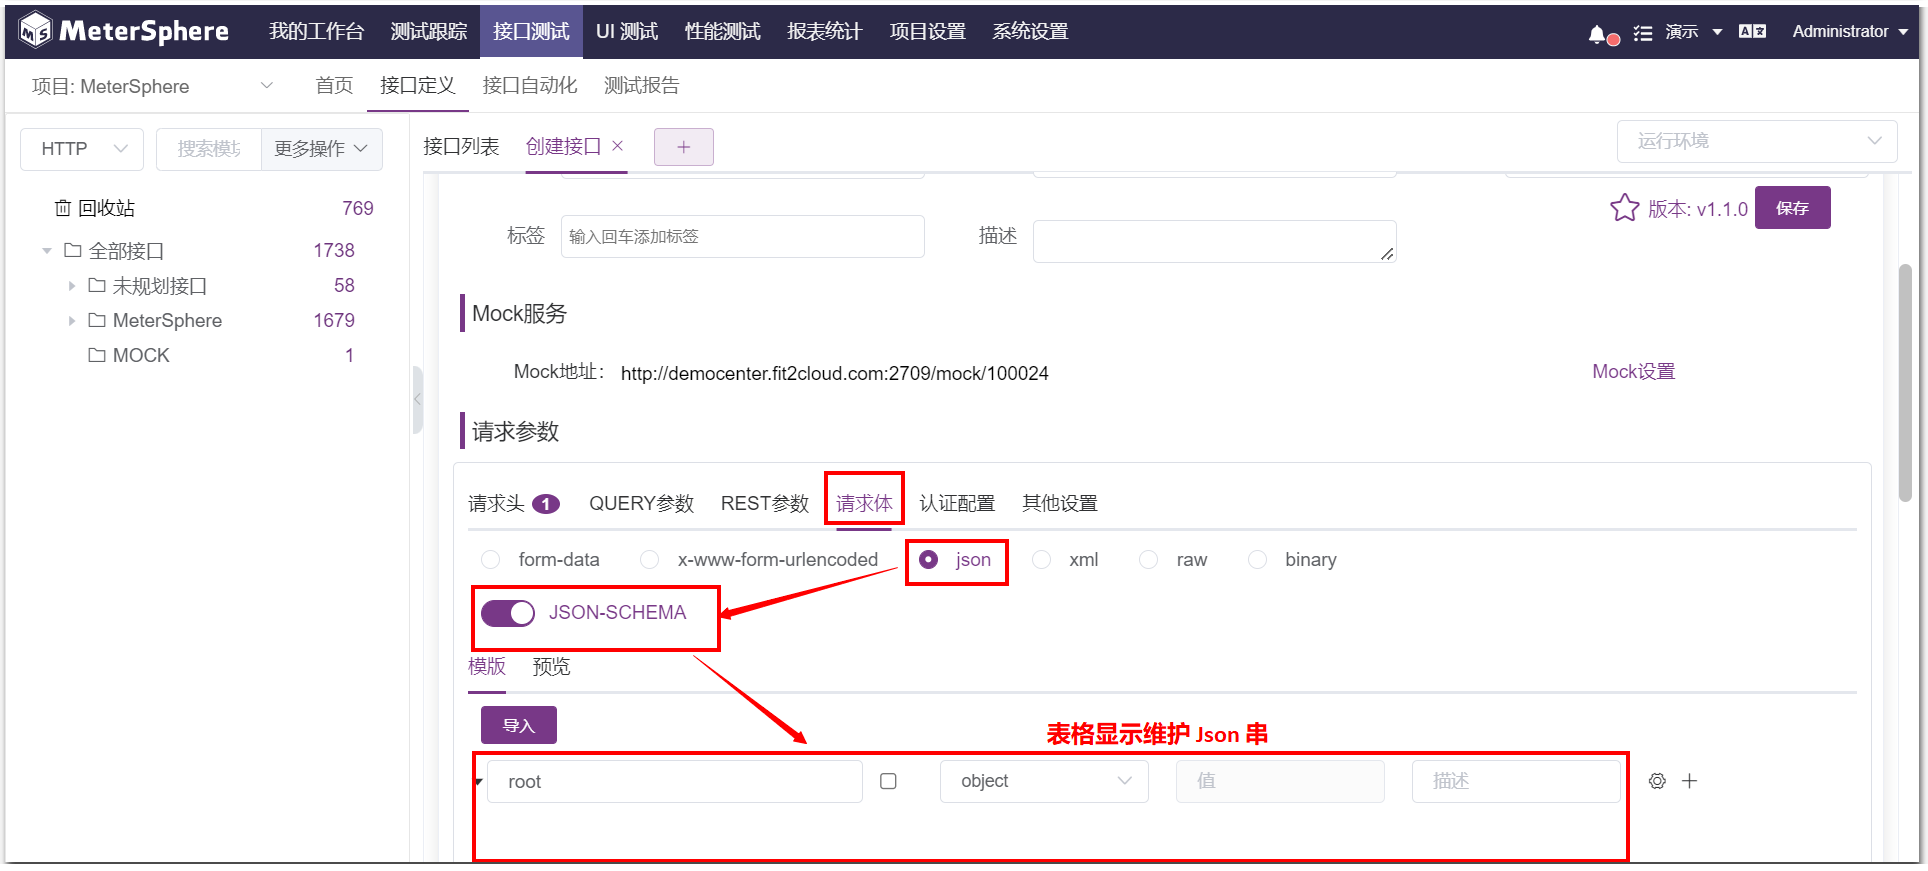 MeterSphere 我的工作台 测试跟踪 接口测试 UI 测试 性能测试 报表统计 项目设置 系统设置 演示 Administrator
项目: MeterSphere 首页 接口定义 接口自动化 测试报告
HTTP 搜索模块 更多操作 接口列表 创建接口 × + 运行环境
回收站 769
版本: v1.1.0 保存
标签 输入回车添加标签 描述
全部接口 1738
未规划接口 58
MeterSphere 1679
MOCK 1
Mock服务
Mock地址： http://democenter.fit2cloud.com:2709/mock/100024 Mock设置
请求参数
请求头 1 QUERY参数 REST参数 请求体 认证配置 其他设置
form-data x-www-form-urlencoded json xml raw binary
JSON-SCHEMA
模版 预览
导入
表格显示维护 Json 串
root object 值 描述 +